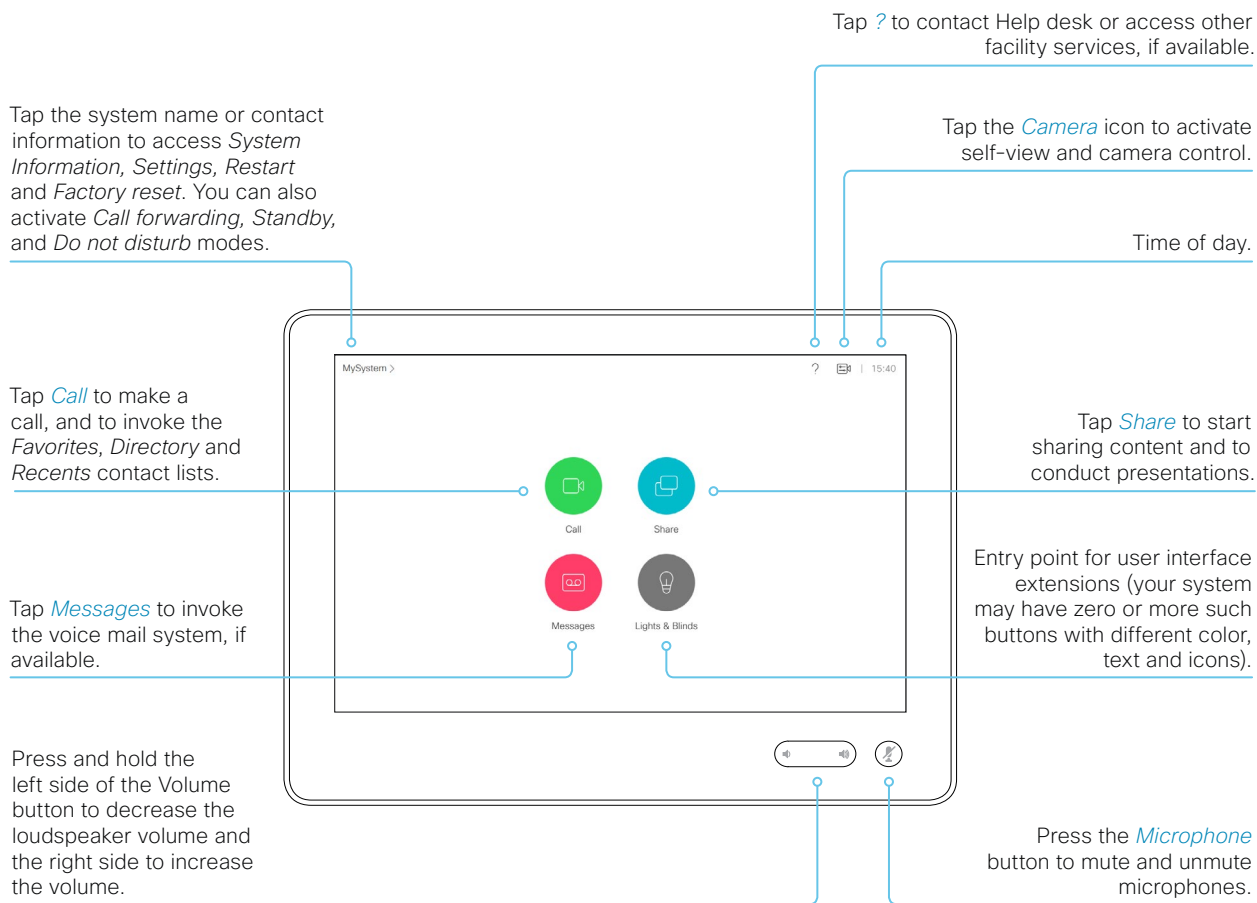 Tap ? to contact Help desk or access other
facility services, if available.
Tap the system name or contact
information to access System
Information, Settings, Restart
and Factory reset. You can also
activate Call forwarding, Standby,
and Do not disturb modes.
Tap the Camera icon to activate
self-view and camera control.
Time of day.
MySystem >
? | 15:40
Tap Call to make a
call, and to invoke the
Favorites, Directory and
Recents contact lists.
Tap Share to start
sharing content and to
conduct presentations.
Call
Share
Messages
Lights & Blinds
Tap Messages to invoke
the voice mail system, if
available.
Entry point for user interface
extensions (your system
may have zero or more such
buttons with different color,
text and icons).
Press and hold the
left side of the Volume
button to decrease the
loudspeaker volume and
the right side to increase
the volume.
Press the Microphone
button to mute and unmute
microphones.